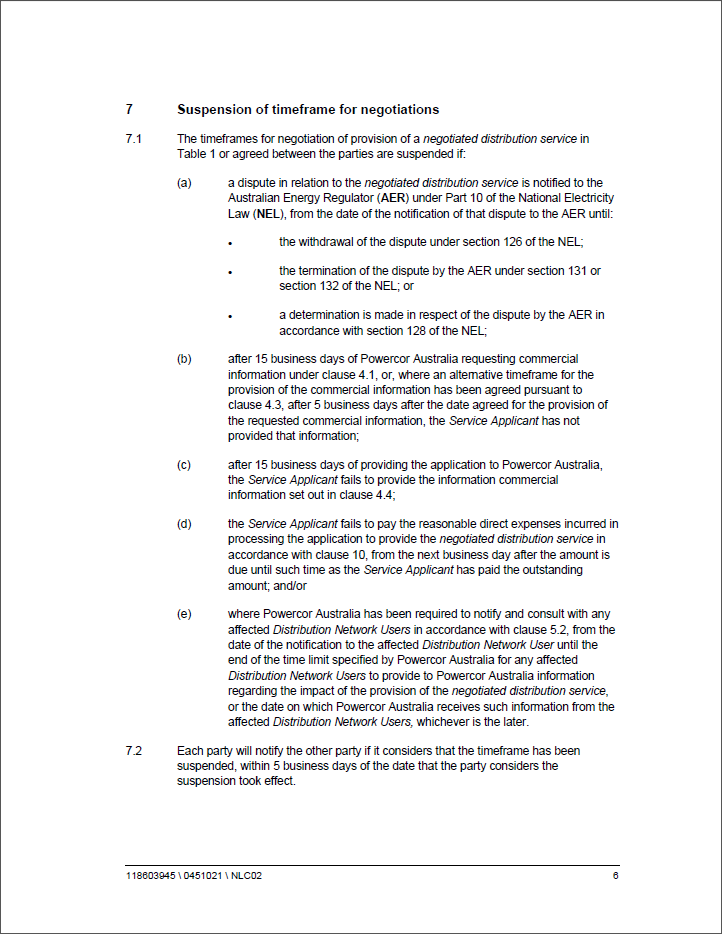 7 Suspension of timeframe for negotiations
7.1 The timeframes for negotiation of provision of a negotiated distribution service in
Table 1 or agreed between the parties are suspended if:
(a) a dispute in relation to the negotiated distribution service is notified to the
Australian Energy Regulator (AER) under Part 10 of the National Electricity
Law (NEL), from the date of the notification of that dispute to the AER until:
• the withdrawal of the dispute under section 126 of the NEL;
• the termination of the dispute by the AER under section 131 or
section 132 of the NEL; or
• a determination is made in respect of the dispute by the AER in
accordance with section 128 of the NEL;
(b) after 15 business days of Powercor Australia requesting commercial
information under clause 4.1, or, where an alternative timeframe for the
provision of the commercial information has been agreed pursuant to
clause 4.3, after 5 business days after the date agreed for the provision of
the requested commercial information, the Service Applicant has not
provided that information;
(c) after 15 business days of providing the application to Powercor Australia,
the Service Applicant fails to provide the information commercial
information set out in clause 4.4;
(d) the Service Applicant fails to pay the reasonable direct expenses incurred in
processing the application to provide the negotiated distribution service in
accordance with clause 10, from the next business day after the amount is
due until such time as the Service Applicant has paid the outstanding
amount; and/or
(e) where Powercor Australia has been required to notify and consult with any
affected Distribution Network Users in accordance with clause 5.2, from the
date of the notification to the affected Distribution Network User until the
end of the time limit specified by Powercor Australia for any affected
Distribution Network Users to provide to Powercor Australia information
regarding the impact of the provision of the negotiated distribution service,
or the date on which Powercor Australia receives such information from the
affected Distribution Network Users, whichever is the later.
7.2 Each party will notify the other party if it considers that the timeframe has been
suspended, within 5 business days of the date that the party considers the
suspension took effect.
118603945 \ 0451021 \ NLC02 6